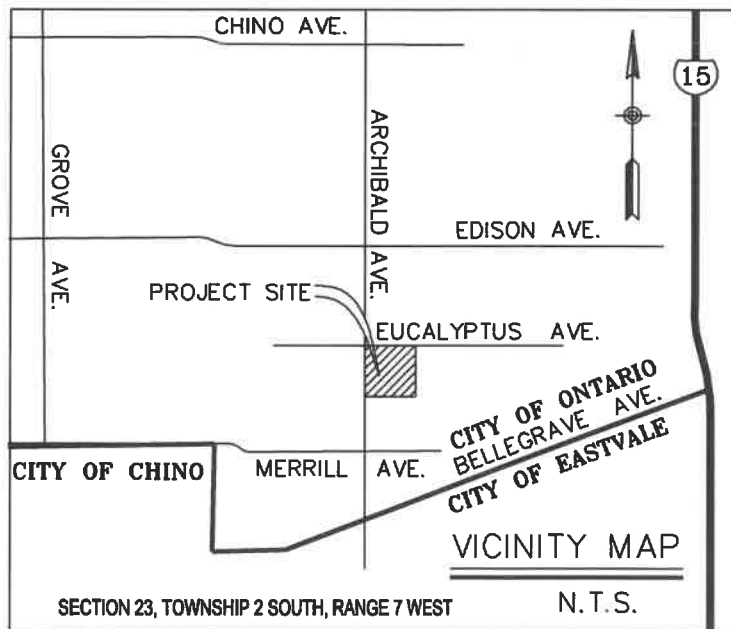 CHINO AVE.
15
GROVE AVE.
ARCHIBALD AVE.
EDISON AVE.
PROJECT SITE
EUCALYPTUS AVE.
CITY OF ONTARIO
BELLEGRAVE AVE.
CITY OF EASTVALE
CITY OF CHINO
MERRILL AVE.
VICINITY MAP
N.T.S.
SECTION 23, TOWNSHIP 2 SOUTH, RANGE 7 WEST